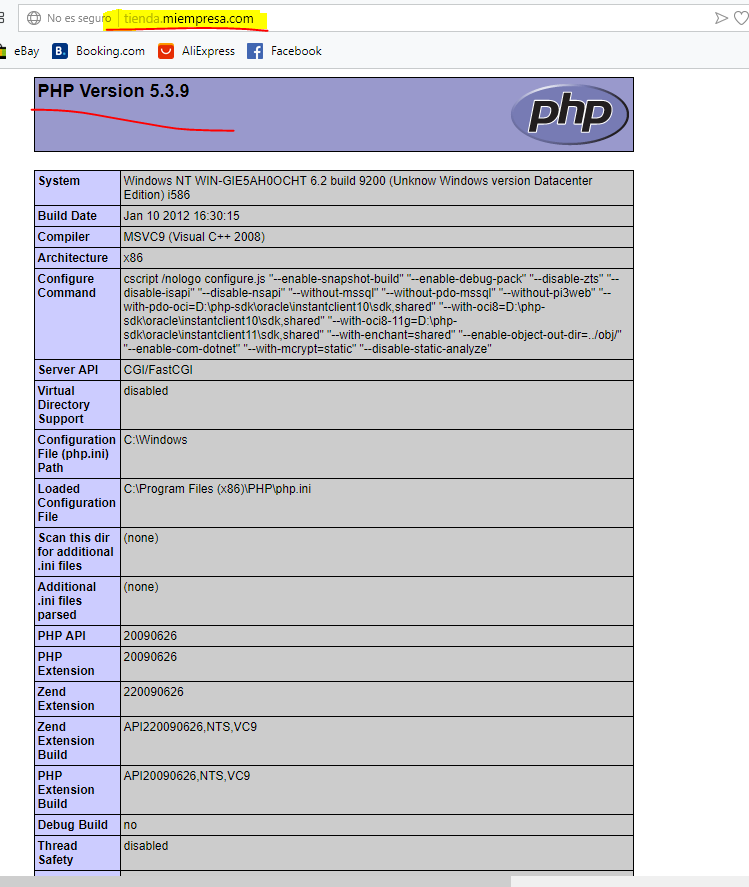 No es seguro tienda.miempresa.com
eBay B. Booking.com AliExpress f Facebook
PHP Version 5.3.9
php
System
Windows NT WIN-GIE5AH0OCHT 6.2 build 9200 (Unknow Windows version Datacenter
Edition) i586
Build Date
Jan 10 2012 16:30:15
Compiler
MSVC9 (Visual C++ 2008)
Architecture
x86
Configure
Command
cscript /nologo configure.js "--enable-snapshot-build" "--enable-debug-pack" "--disable-zts" "--
disable-isapi" "--disable-nsapi" "--without-mssql" "--without-pdo-mssql" "--without-pi3web" "--
with-pdo-oci=D:\php-sdk\oracle\instantclient10\sdk,shared" "--with-oci8=D:\php-
sdk\oracle\instantclient10\sdk,shared" "--with-oci8-11g=D:\php-
sdk\oracle\instantclient11\sdk,shared" "--with-enchant=shared" "--enable-object-out-dir=../obj/"
"--enable-com-dotnet" "--with-mcrypt=static" "--disable-static-analyze"
Server API
CGI/FastCGI
Virtual
Directory
Support
disabled
Configuration
File (php.ini)
Path
C:\Windows
Loaded
Configuration
File
C:\Program Files (x86)\PHP\php.ini
Scan this dir
for additional
.ini files
(none)
Additional
.ini files
parsed
(none)
PHP API
20090626
PHP
Extension
20090626
Zend
Extension
220090626
Zend
Extension
Build
API220090626,NTS,VC9
PHP
Extension
Build
API20090626,NTS,VC9
Debug Build
no
Thread
Safety
disabled